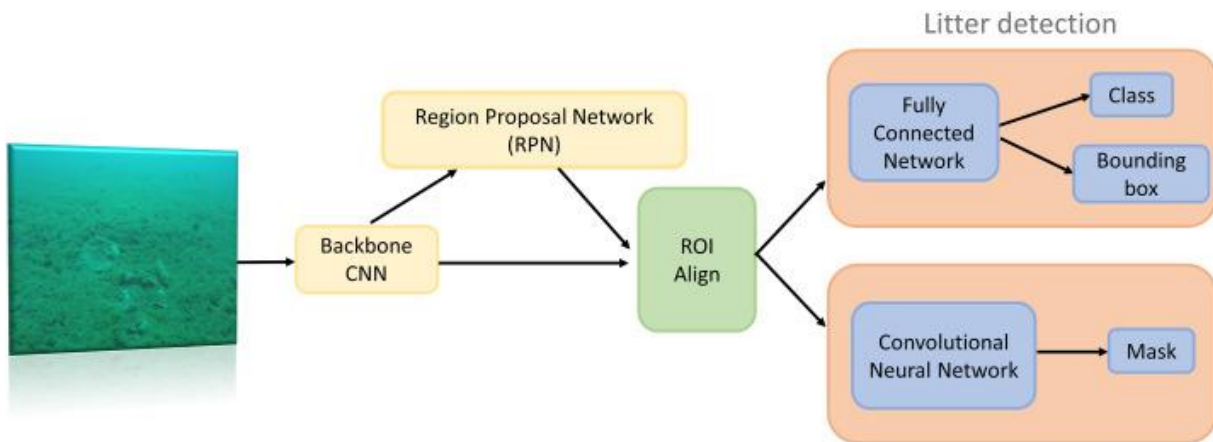 Litter detection
Region Proposal Network
(RPN)
Backbone
CNN
ROI
Align
Fully
Connected
Network
Class
Bounding
box
Convolutional
Neural Network
Mask